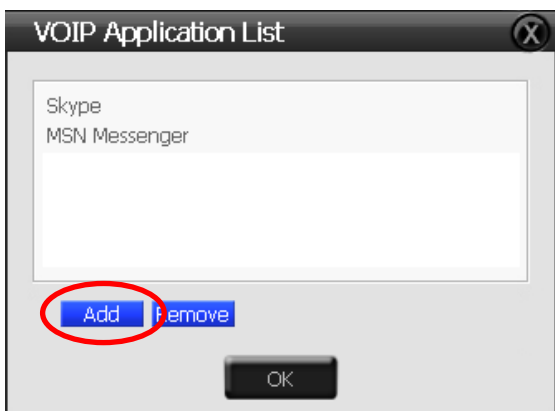 VOIP Application List
X
Skype
MSN Messenger
Add Remove
OK